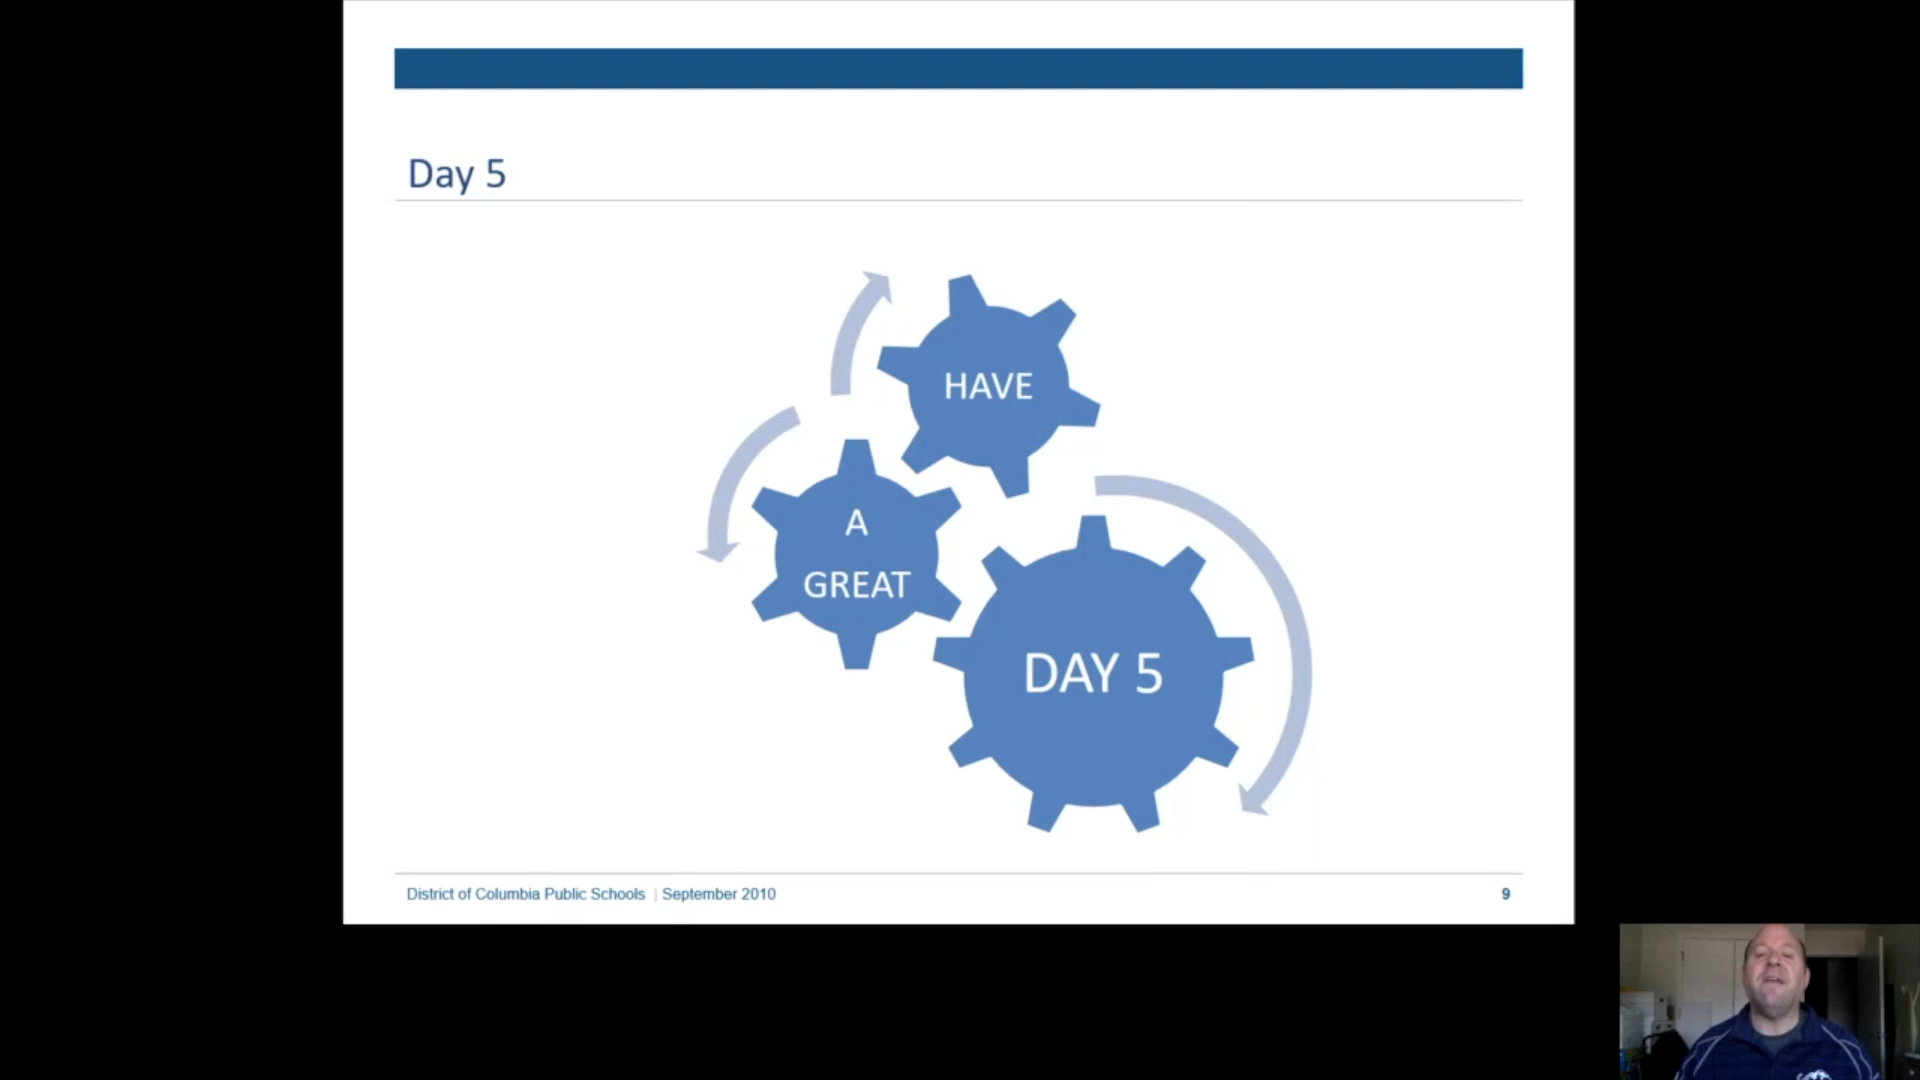 Day 5
HAVE
A
GREAT
DAY 5
District of Columbia Public Schools | September 2010
9